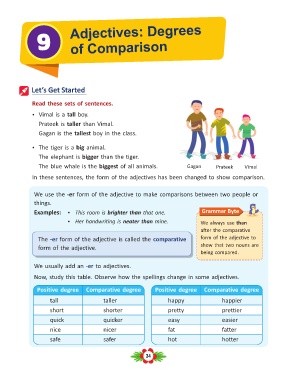 9
Adjectives: Degrees
of Comparison
Let's Get Started
Read these sets of sentences.
• Vimal is a tall boy.
Prateek is taller than Vimal.
Gagan is the tallest boy in the class.
• The tiger is a big animal.
The elephant is bigger than the tiger.
The blue whale is the biggest of all animals.
Gagan Prateek Vimal
In these sentences, the form of the adjectives has been changed to show comparison.
We use the -er form of the adjective to make comparisons between two people or
things.
Examples: • This room is brighter than that one.
• Her handwriting is neater than mine.
The -er form of the adjective is called the comparative
form of the adjective.
Grammar Byte
We always use than
after the comparative
form of the adjective to
show that two nouns are
being compared.
We usually add an -er to adjectives.
Now, study this table. Observe how the spellings change in some adjectives.
Positive degree Comparative degree Positive degree Comparative degree
tall taller happy happier
short shorter pretty prettier
quick quicker easy easier
nice nicer fat fatter
safe safer hot hotter
34